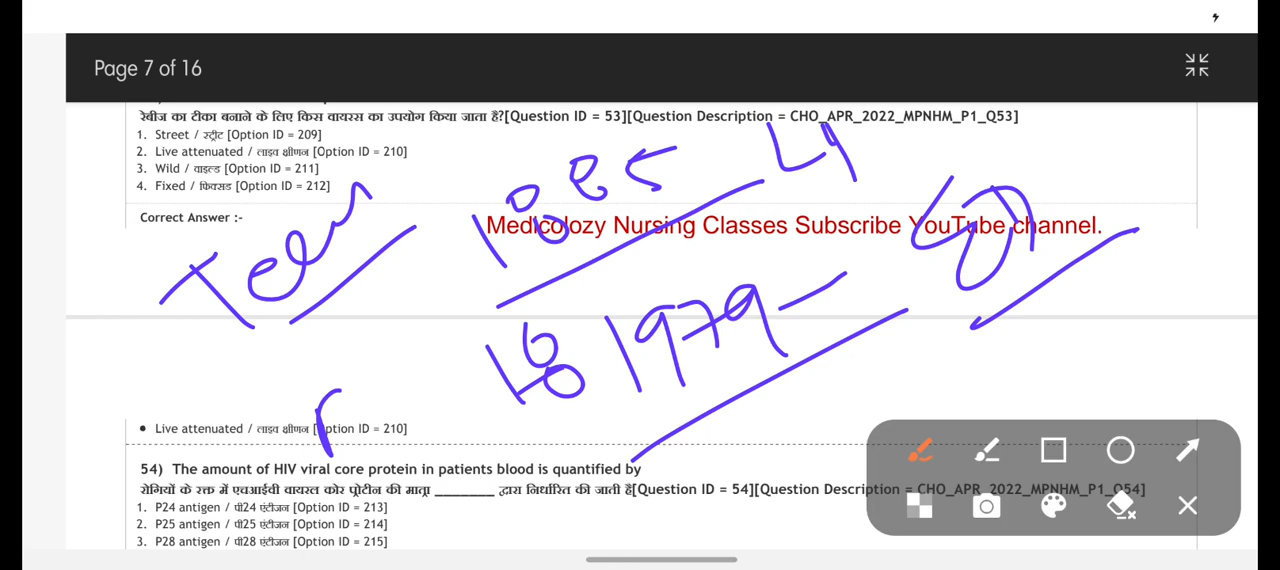 Page 7 of 16
रेबीज का टीका बनाने के लिए किस वायरस का उपयोग किया जाता है?[Question ID = 53][Question Description = CHO_APR_2022_MPNHM_P1_Q53]
1. Street / स्ट्रीट [Option ID = 209]
2. Live attenuated / लाइव क्षीणन [Option ID = 210]
3. Wild / वाइल्ड [Option ID = 211]
4. Fixed / फिक्सड [Option ID = 212]
Correct Answer :-
Medicolozy Nursing Classes Subscribe YouTube channel.
1885
1979
• Live attenuated / लाइव क्षीणन [Option ID = 210]
54) The amount of HIV viral core protein in patients blood is quantified by
रोगियों के रक्त में एचआईवी वायरल कोर प्रोटीन की मात्रा _______ द्वारा निर्धारित की जाती है[Question ID = 54][Question Description = CHO_APR_2022_MPNHM_P1_Q54]
1. P24 antigen / पी24 एंटीजन [Option ID = 213]
2. P25 antigen / पी25 एंटीजन [Option ID = 214]
3. P28 antigen / पी28 एंटीजन [Option ID = 215]